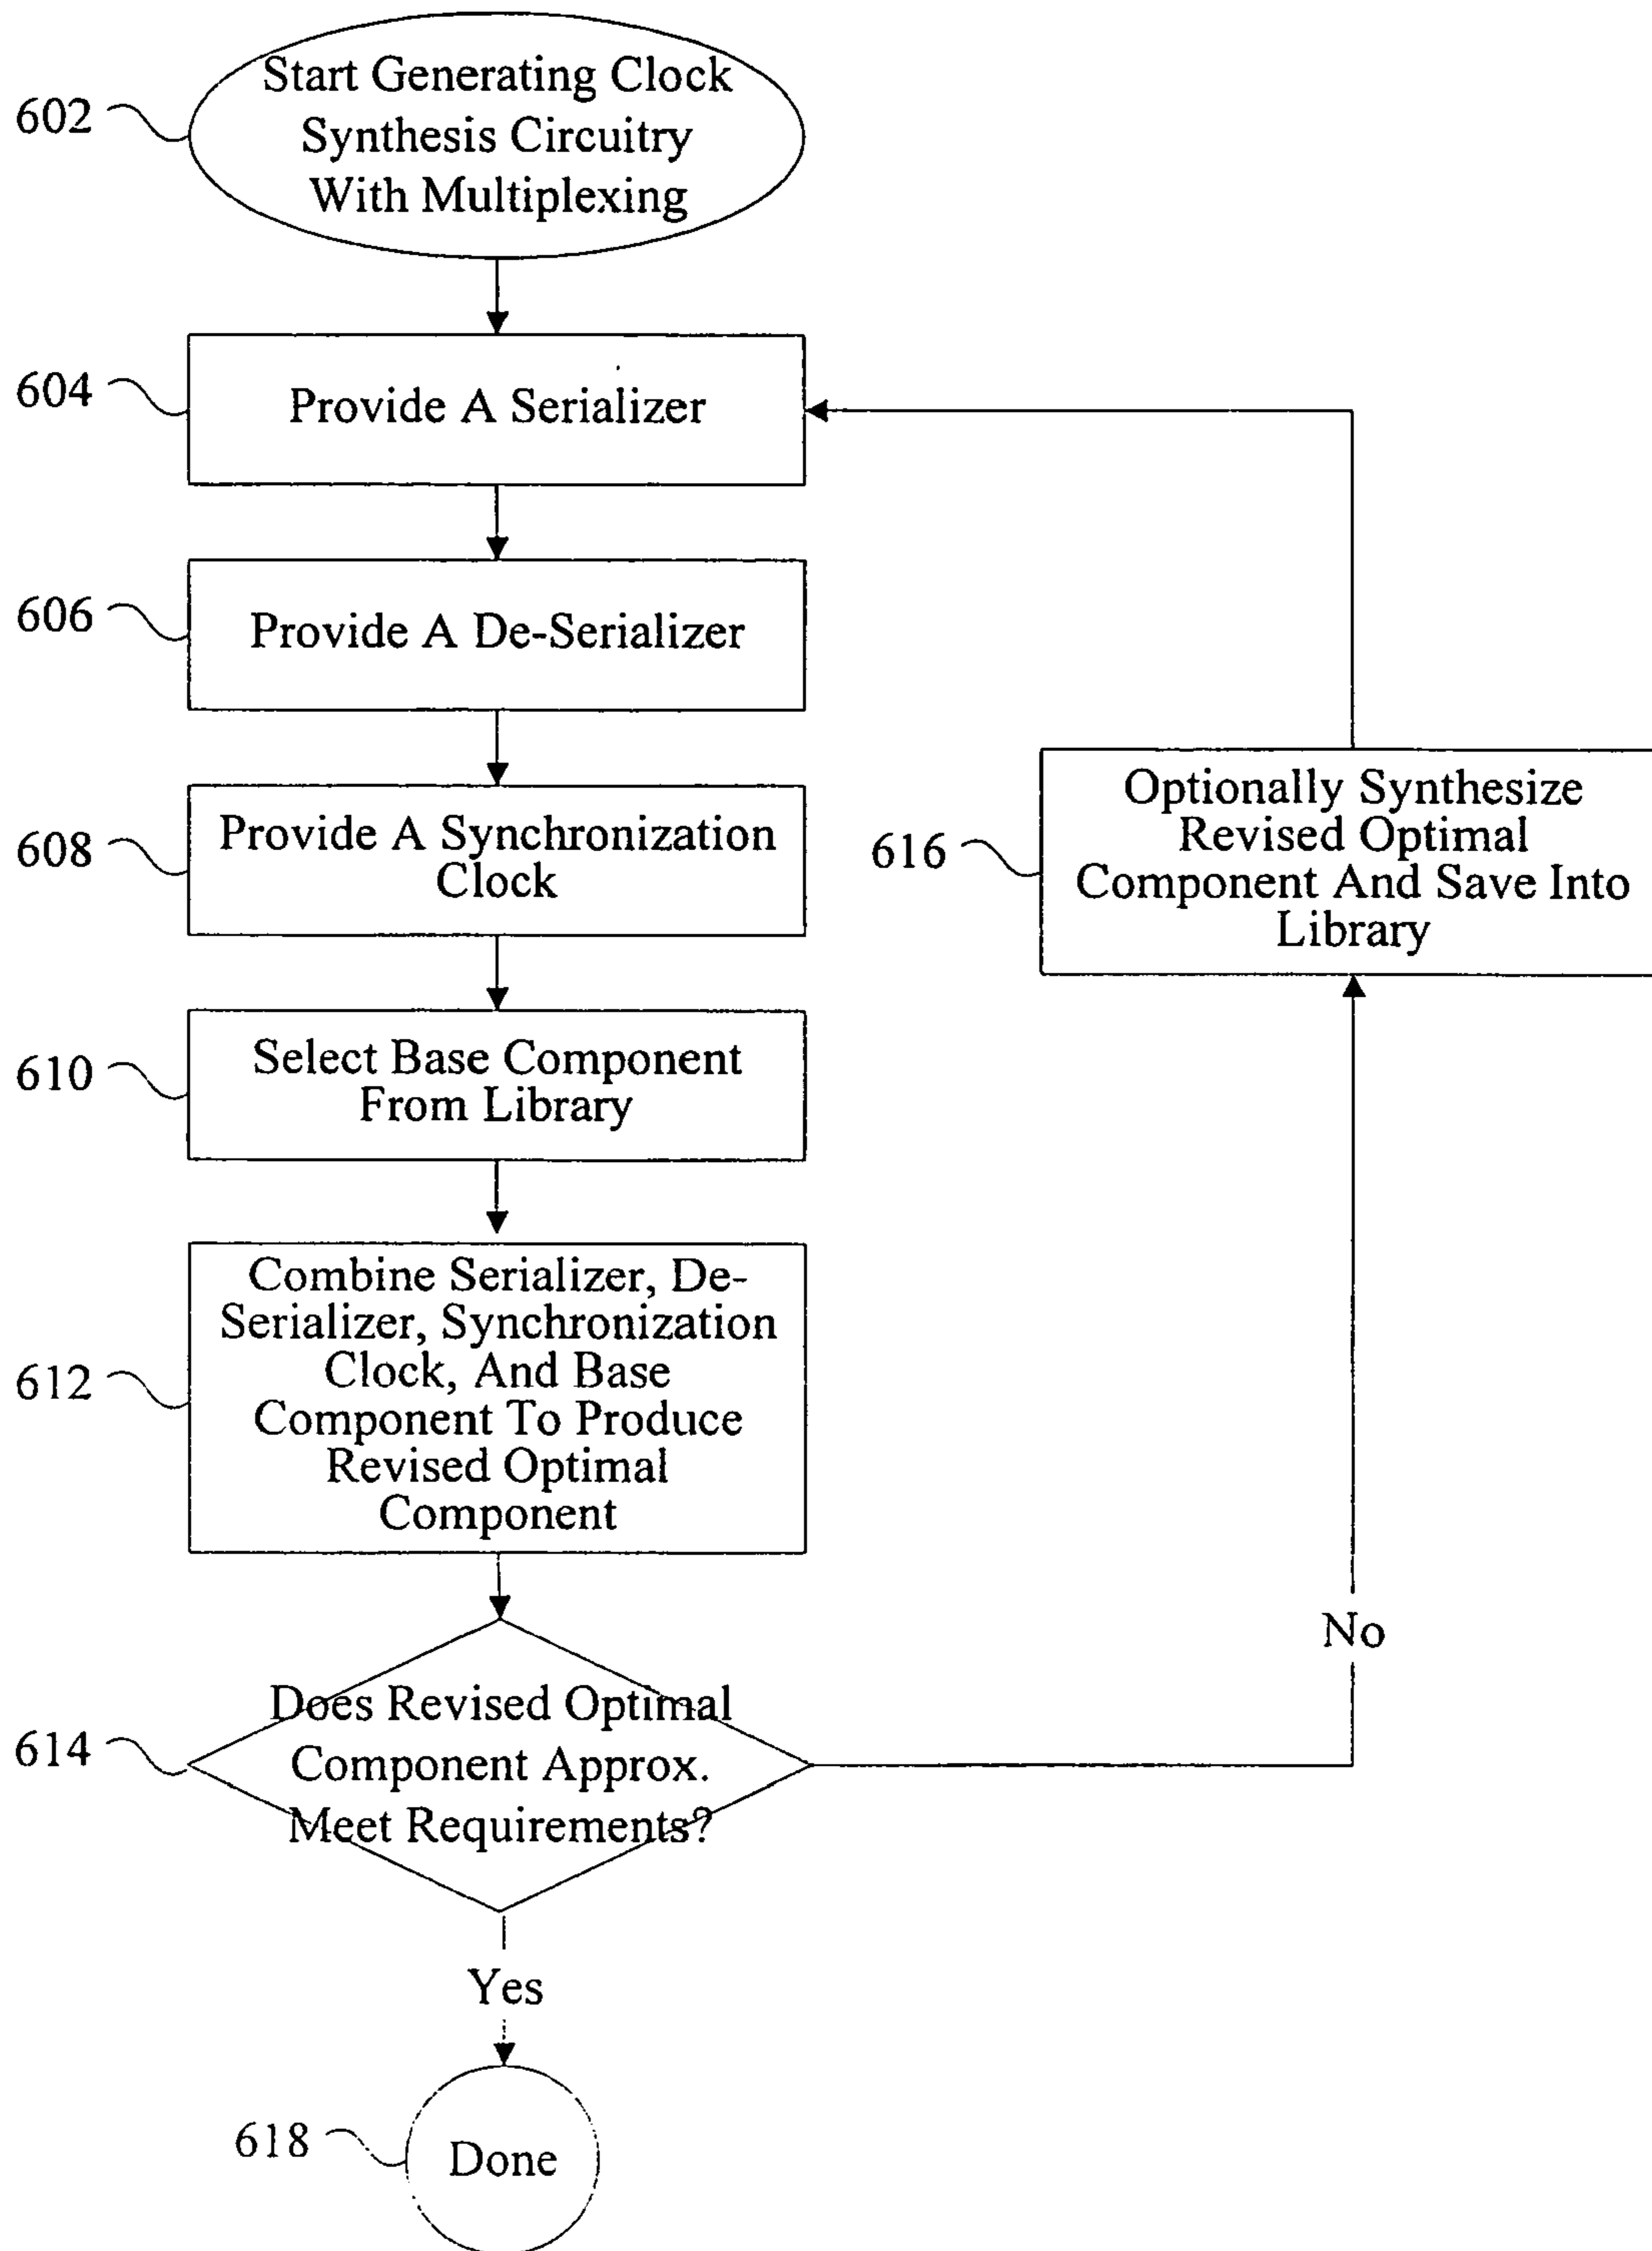 602
Start Generating Clock
Synthesis Circuitry
With Multiplexing
604
Provide A Serializer
606
Provide A De-Serializer
608
Provide A Synchronization
Clock
610
Select Base Component
From Library
612
Combine Serializer, De-
Serializer, Synchronization
Clock, And Base
Component To Produce
Revised Optimal
Component
614
Does Revised Optimal
Component Approx.
Meet Requirements?
No
616
Optionally Synthesize
Revised Optimal
Component And Save Into
Library
Yes
618
Done